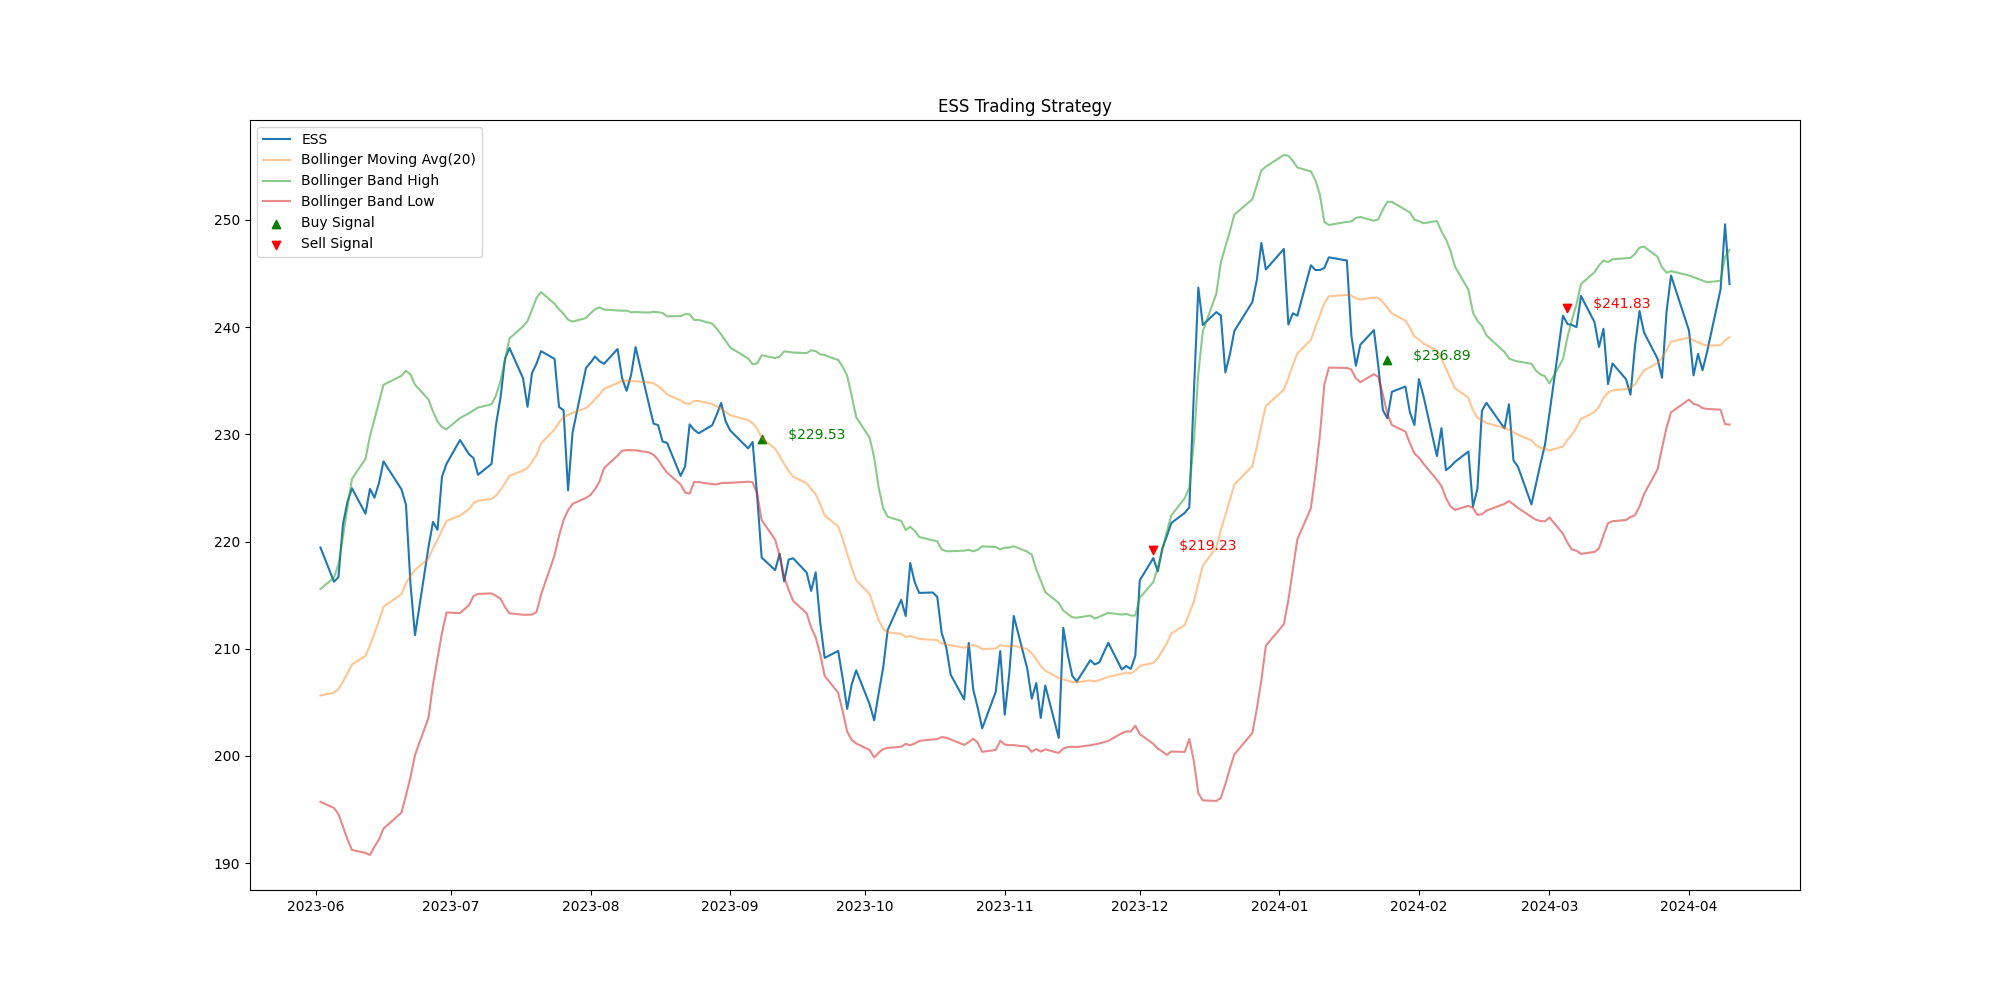 ESS Trading Strategy
ESS
Bollinger Moving Avg(20)
Bollinger Band High
Bollinger Band Low
Buy Signal
Sell Signal
250
240
230
220
210
200
190
$229.53
$219.23
$236.89
$241.83
2023-06 2023-07 2023-08 2023-09 2023-10 2023-11 2023-12 2024-01 2024-02 2024-03 2024-04